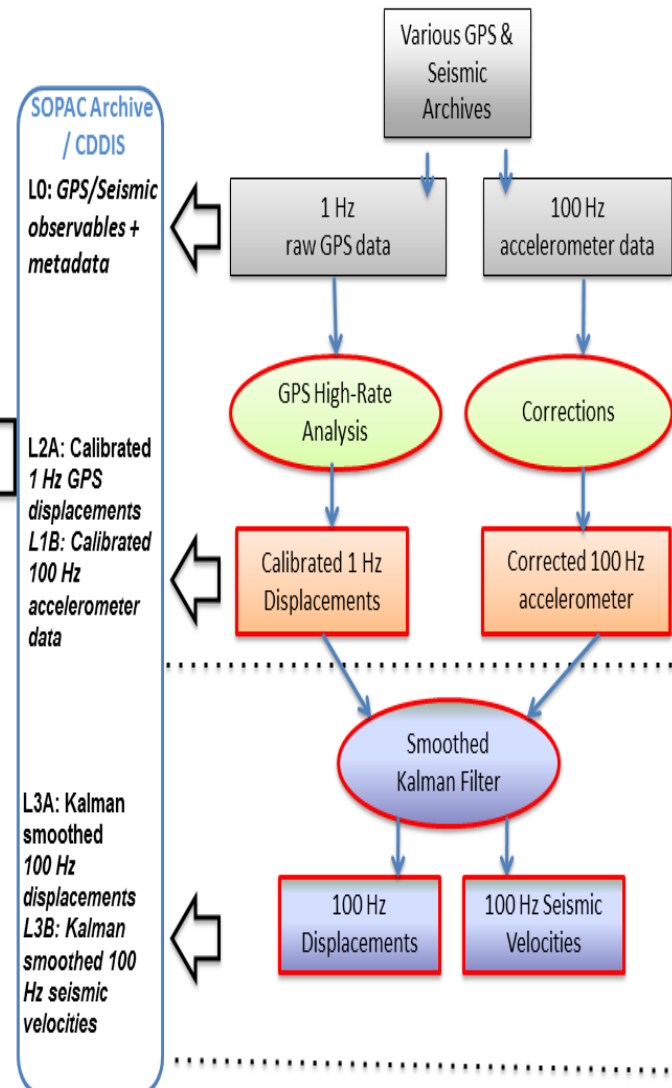 Various GPS &
Seismic
Archives
SOPAC Archive
/ CDDIS
L0: GPS/Seismic
observables +
metadata
1 Hz
raw GPS data
100 Hz
accelerometer data
GPS High-Rate
Analysis
Corrections
L2A: Calibrated
1 Hz GPS
displacements
L1B: Calibrated
100 Hz
accelerometer
data
Calibrated 1 Hz
Displacements
Corrected 100 Hz
accelerometer
Smoothed
Kalman Filter
L3A: Kalman
smoothed
100 Hz
displacements
L3B: Kalman
smoothed 100
Hz seismic
velocities
100 Hz
Displacements
100 Hz Seismic
Velocities